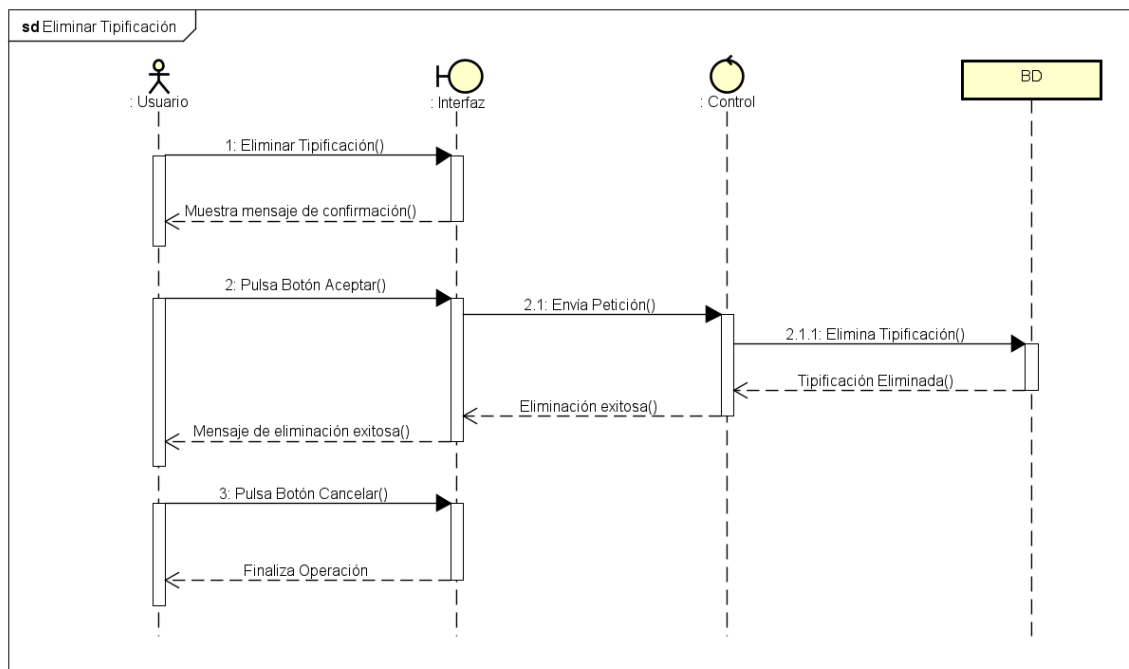 sd Eliminar Tipificación
: Usuario
: Interfaz
: Control
BD
1: Eliminar Tipificación()
Muestra mensaje de confirmación()
2: Pulsa Botón Aceptar()
2.1: Envía Petición()
2.1.1: Elimina Tipificación()
Tipificación Eliminada()
Eliminación exitosa()
Mensaje de eliminación exitosa()
3: Pulsa Botón Cancelar()
Finaliza Operación